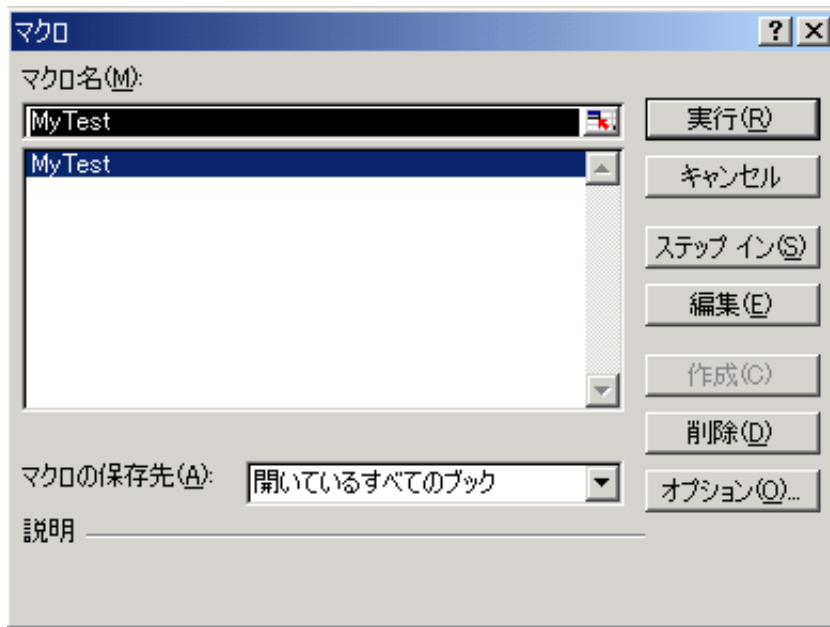 マクロ
マクロ名(M):
MyTest
MyTest
実行(R)
キャンセル
ステップ イン(S)
編集(E)
作成(C)
削除(D)
オプション(O)...
マクロの保存先(A):
開いているすべてのブック
説明